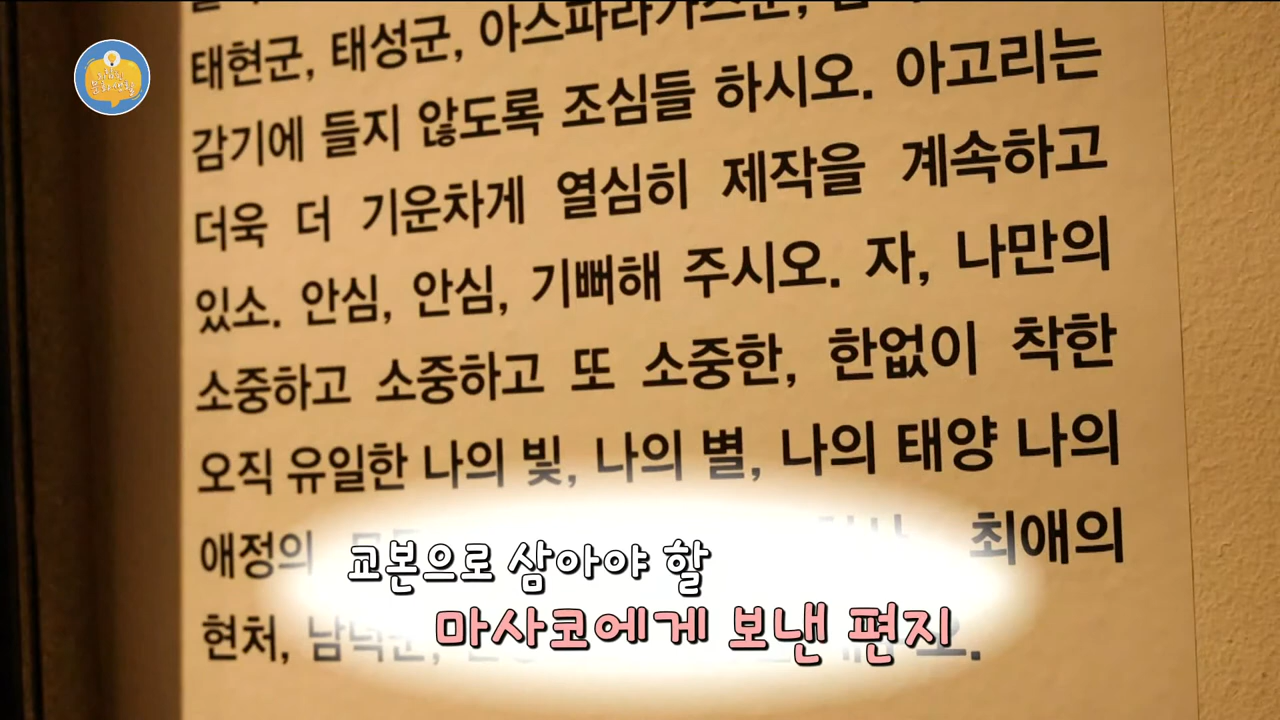 태현군, 태성군, 아스파라가스군,
감기에 들지 않도록 조심들 하시오. 아고리는
더욱 더 기운차게 열심히 제작을 계속하고
있소. 안심, 안심, 기뻐해 주시오. 자, 나만의
소중하고 소중하고 또 소중한, 한없이 착한
오직 유일한 나의 빛, 나의 별, 나의 태양 나의
애정의 최애의
현처, 남덕군,
교본으로 삼아야 할
마사코에게 보낸 편지